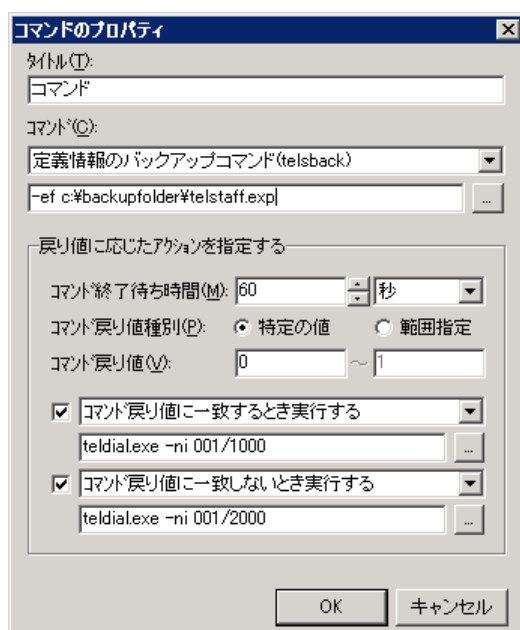 コマンドのプロパティ
タイトル(T):
コマンド
コマンド(C):
定義情報のバックアップコマンド(telsback)
-ef c:¥backupfolder¥telstaff.exp
...
戻り値に応じたアクションを指定する
コマンド終了待ち時間(M): 60 秒
コマンド戻り値種別(P): 特定の値 範囲指定
コマンド戻り値(V): 0 ～ 1
コマンド戻り値に一致するとき実行する
teldial.exe -ni 001/1000 ...
コマンド戻り値に一致しないとき実行する
teldial.exe -ni 001/2000 ...
OK キャンセル